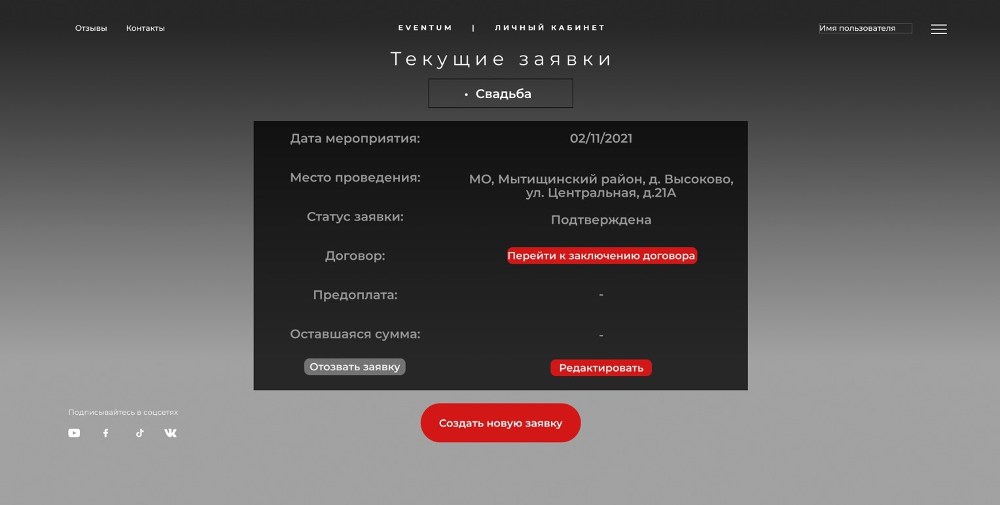 Отзывы Контакты EVENTUM | ЛИЧНЫЙ КАБИНЕТ Имя пользователя
Текущие заявки
• Свадьба
Дата мероприятия: 02/11/2021
Место проведения: МО, Мытищинский район, д. Высоково,
ул. Центральная, д.21А
Статус заявки: Подтверждена
Договор: Перейти к заключению договора
Предоплата: -
Оставшаяся сумма: -
Отозвать заявку Редактировать
Подписывайтесь в соцсетях
Создать новую заявку